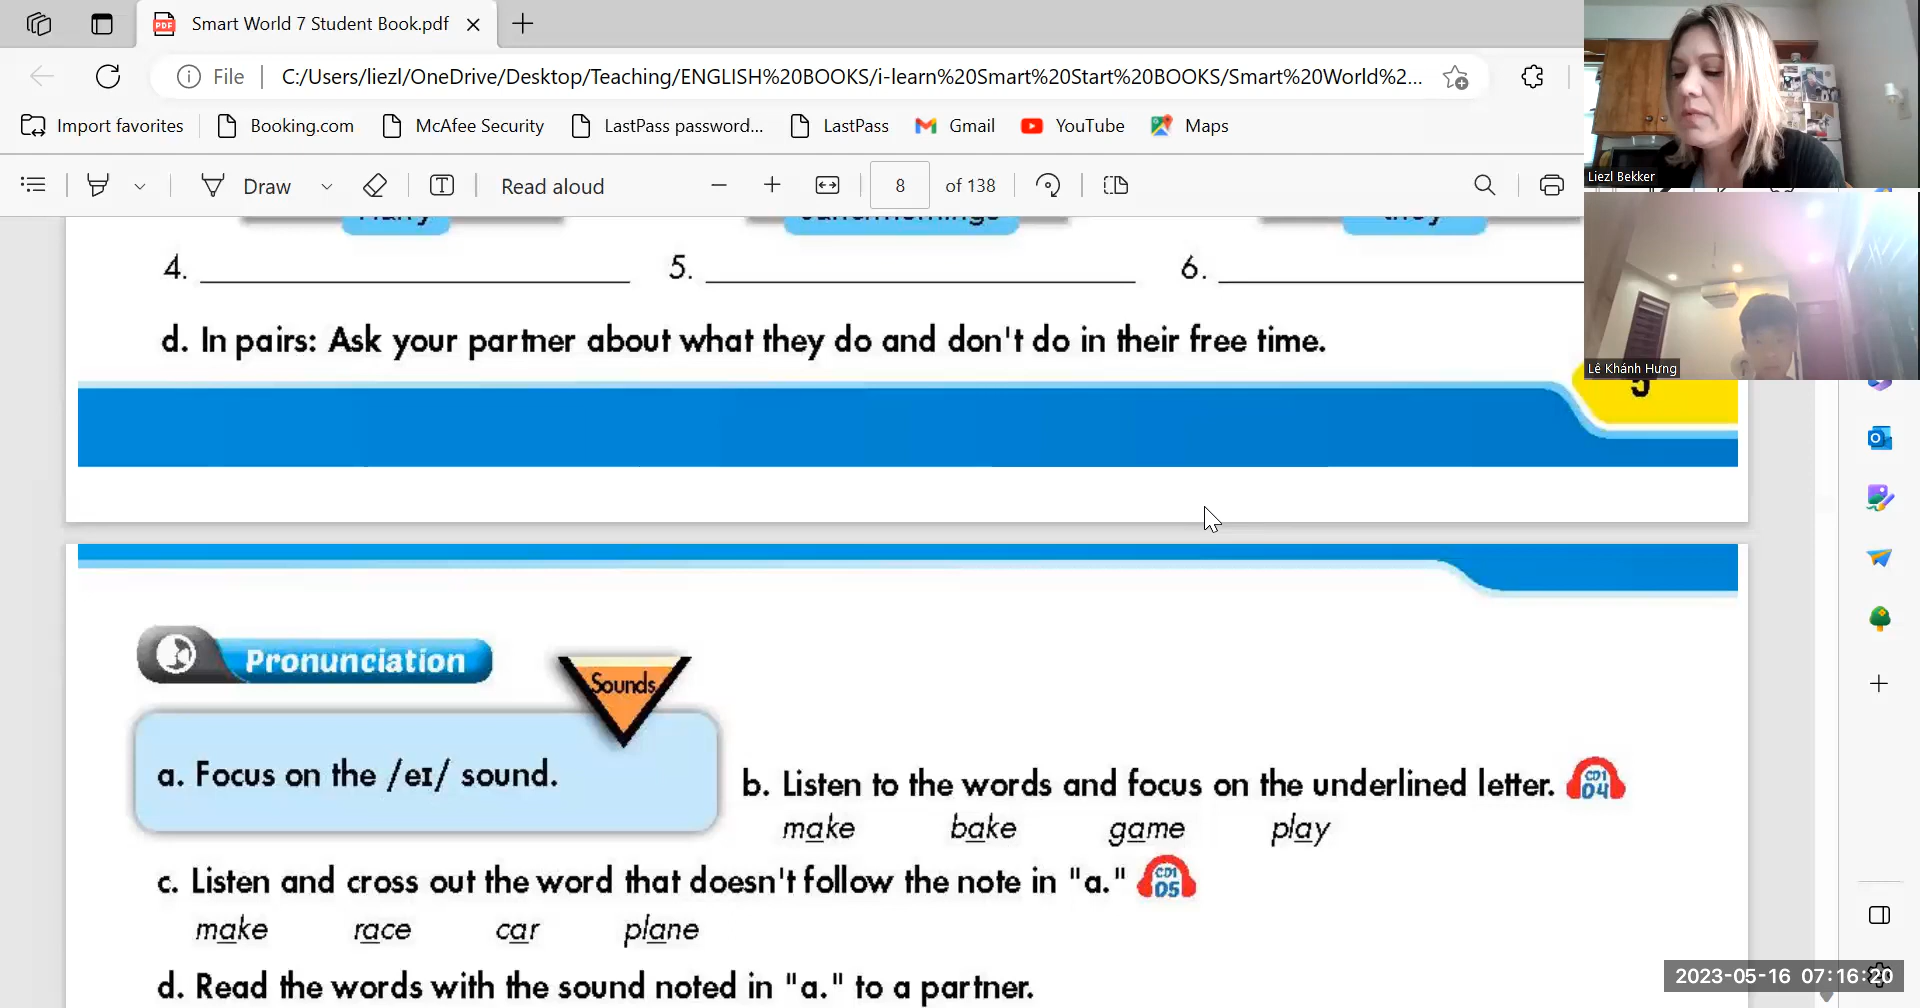 Smart World 7 Student Book.pdf
File
C:/Users/liezl/OneDrive/Desktop/Teaching/ENGLISH%20BOOKS/i-learn%20Smart%20Start%20BOOKS/Smart%20World%2...
Import favorites
Booking.com
McAfee Security
LastPass password...
LastPass
Gmail
YouTube
Maps
Draw
Read aloud
8
of 138
Liezl Bekker
they
4.
5.
6.
d. In pairs: Ask your partner about what they do and don't do in their free time.
Lê Khánh Hưng
5
Pronunciation
Sounds
a. Focus on the /eɪ/ sound.
b. Listen to the words and focus on the underlined letter. CD1 04
make bake game play
c. Listen and cross out the word that doesn't follow the note in "a." CD1 05
make race car plane
d. Read the words with the sound noted in "a." to a partner.
2023-05-16 07:16:20